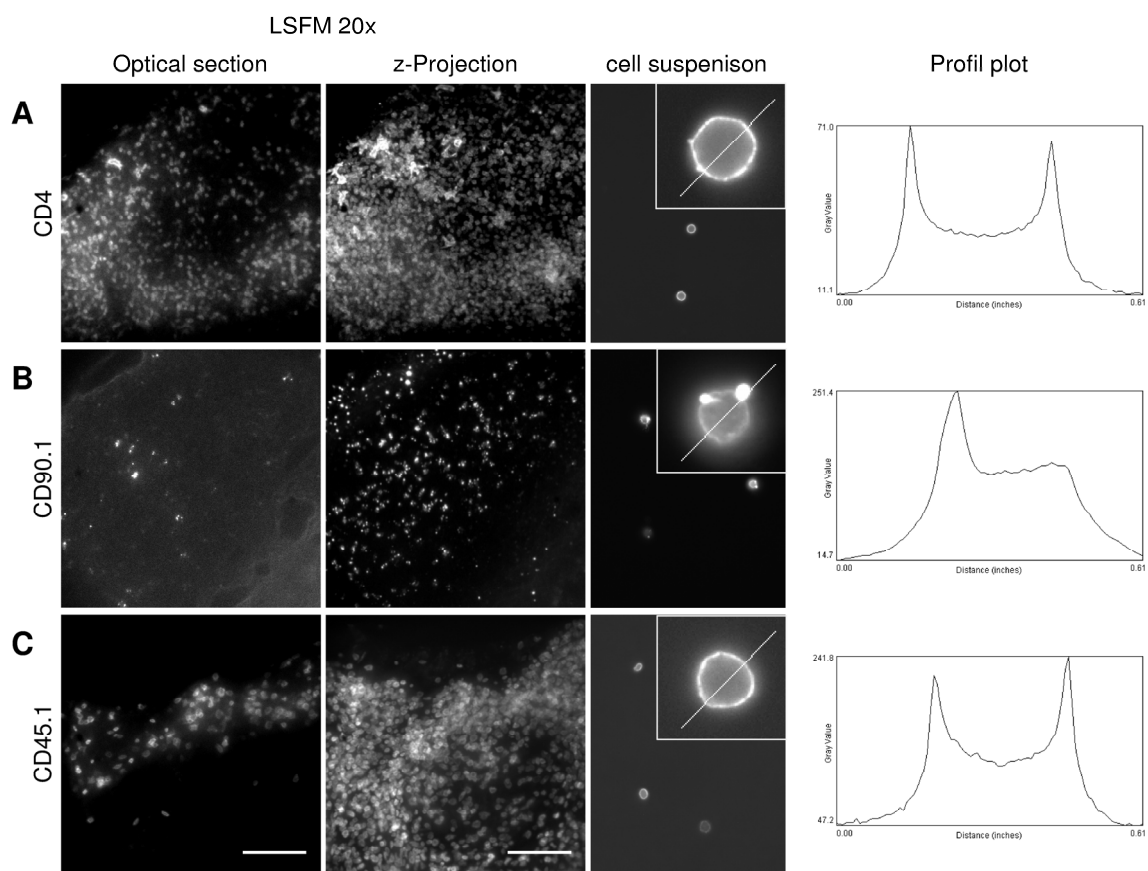 LSFM 20x
Optical section
z-Projection
cell suspenison
Profil plot
A
CD4
71.0
Gray Value
11.1
0.00
Distance (inches)
0.61
B
CD90.1
251.4
Gray Value
14.7
0.00
Distance (inches)
0.61
C
CD45.1
241.8
Gray Value
47.2
0.00
Distance (inches)
0.61